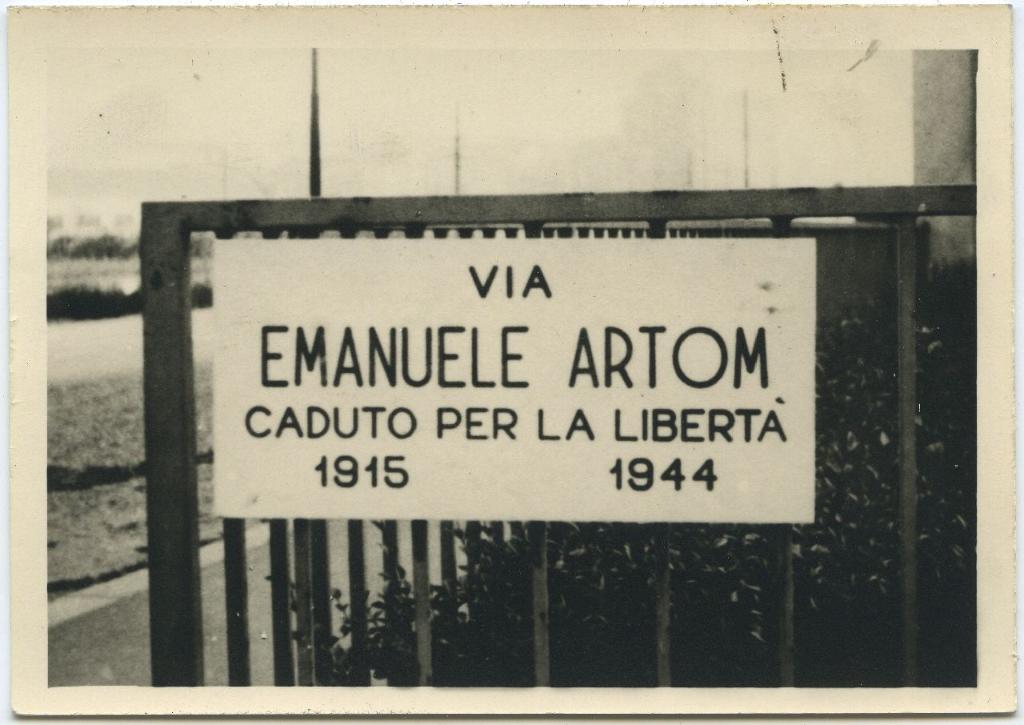 VIA
EMANUELE ARTOM
CADUTO PER LA LIBERTÀ
1915 1944